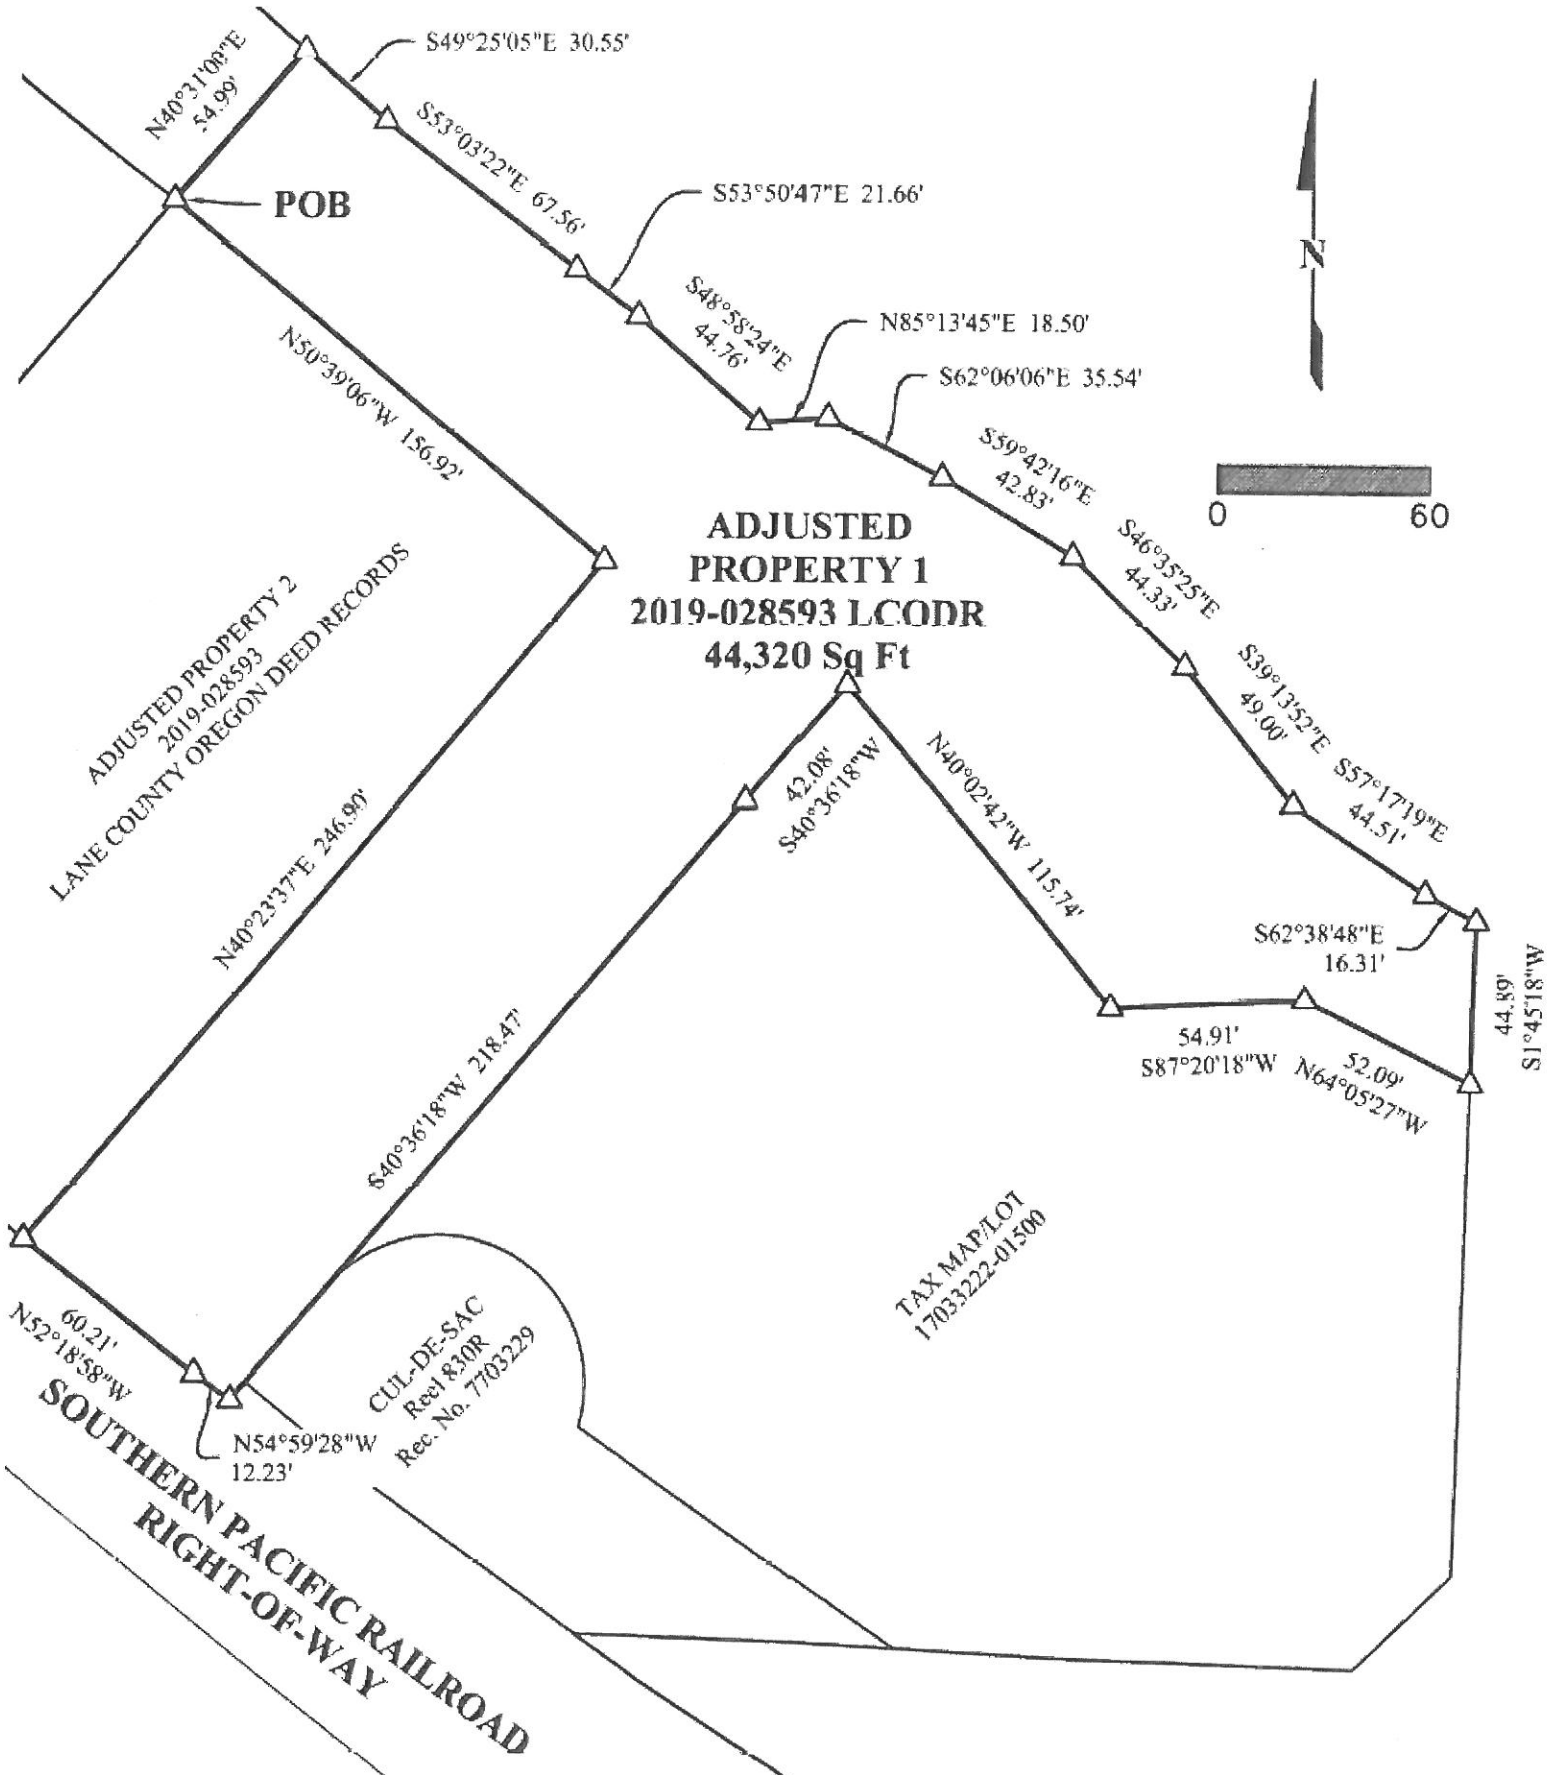 N40°31'00"E
54.99'
S49°25'05"E 30.55'
S53°03'22"E 67.56'
POB
S53°50'47"E 21.66'
S48°58'24"E
44.76'
N85°13'45"E 18.50'
S62°06'06"E 35.54'
N
S59°42'16"E
42.83'
0 60
N50°39'06"W 156.92'
ADJUSTED
PROPERTY 1
2019-028593 LCODR
44,320 Sq Ft
S46°35'25"E
44.33'
ADJUSTED PROPERTY 2
2019-028593
LANE COUNTY OREGON DEED RECORDS
S39°13'52"E
49.00'
S57°17'19"E
44.51'
42.08'
S40°36'18"W
N40°02'42"W 115.74'
N40°23'37"E 246.90'
S62°38'48"E
16.31'
44.89'
S1°45'18"W
54.91'
S87°20'18"W
52.09'
N64°05'27"W
S40°36'18"W 218.47'
TAX MAP/LOT
17033222-01500
60.21'
N52°18'58"W
CUL-DE-SAC
Reel 830R
Rec. No. 7703229
N54°59'28"W
12.23'
SOUTHERN PACIFIC RAILROAD
RIGHT-OF-WAY